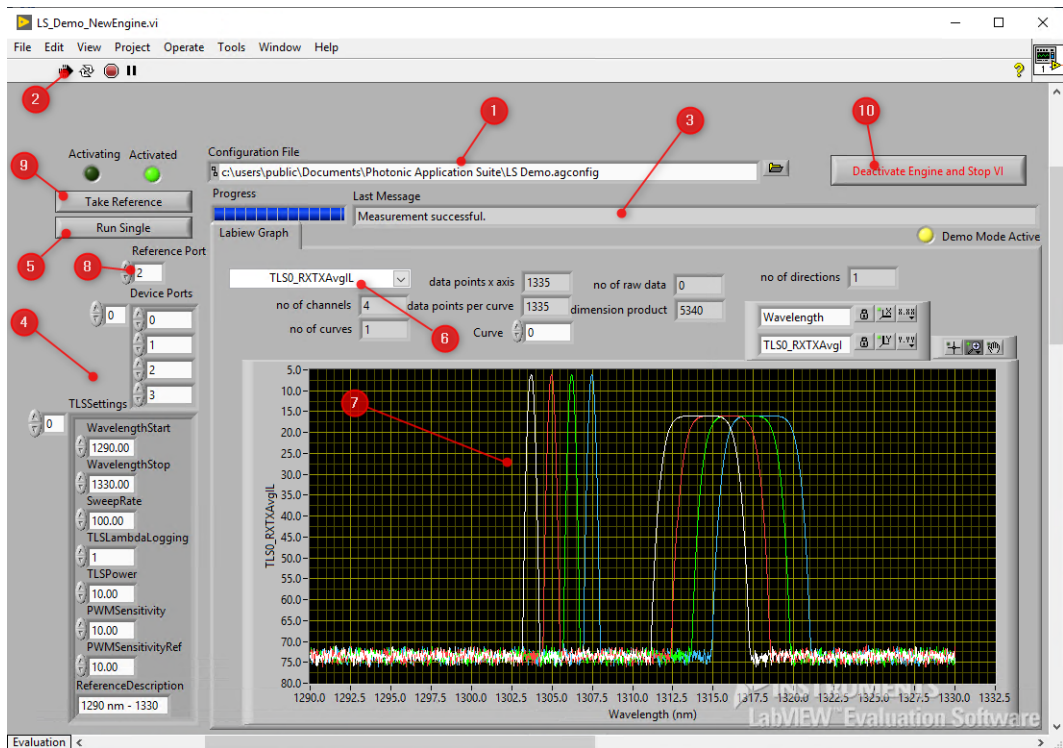 LS_Demo_NewEngine.vi
File Edit View Project Operate Tools Window Help
2
1
3
10
Activating Activated
9
Configuration File
c:\users\public\Documents\Photonic Application Suite\LS Demo.agconfig
Deactivate Engine and Stop VI
Take Reference
Progress
Last Message
Measurement successful.
Run Single
5
Labiew Graph
Demo Mode Active
Reference Port
8
2
TLS0_RXTXAvgIL
data points x axis 1335
no of raw data 0
no of directions 1
Device Ports
0
0
1
2
3
4
no of channels 4
data points per curve 1335
dimension product 5340
no of curves 1
6
Curve 0
Wavelength
X.XX
TLS0_RXTXAvgI
Y.YY
TLSSettings
0
WavelengthStart
1290.00
WavelengthStop
1330.00
SweepRate
100.00
TLSLambdaLogging
1
TLSPower
10.00
PWMSensitivity
10.00
PWMSensitivityRef
10.00
ReferenceDescription
1290 nm - 1330
7
TLS0_RXTXAvgIL
5.0
10.0
15.0
20.0
25.0
30.0
35.0
40.0
45.0
50.0
55.0
60.0
65.0
70.0
75.0
80.0
1290.0 1292.5 1295.0 1297.5 1300.0 1302.5 1305.0 1307.5 1310.0 1312.5 1315.0 1317.5 1320.0 1322.5 1325.0 1327.5 1330.0 1332.5
Wavelength (nm)
INSTRUMENTS
LabVIEW™ Evaluation Software
Evaluation